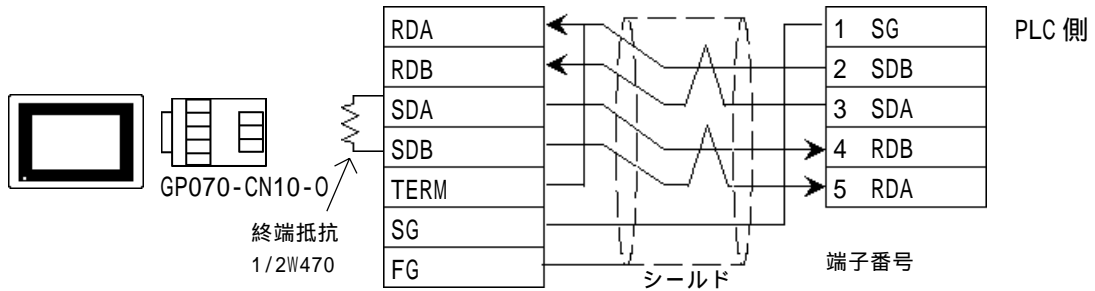 RDA
RDB
SDA
SDB
TERM
SG
FG
1 SG
2 SDB
3 SDA
4 RDB
5 RDA
PLC 側
GP070-CN10-O
終端抵抗
1/2W470
シールド
端子番号